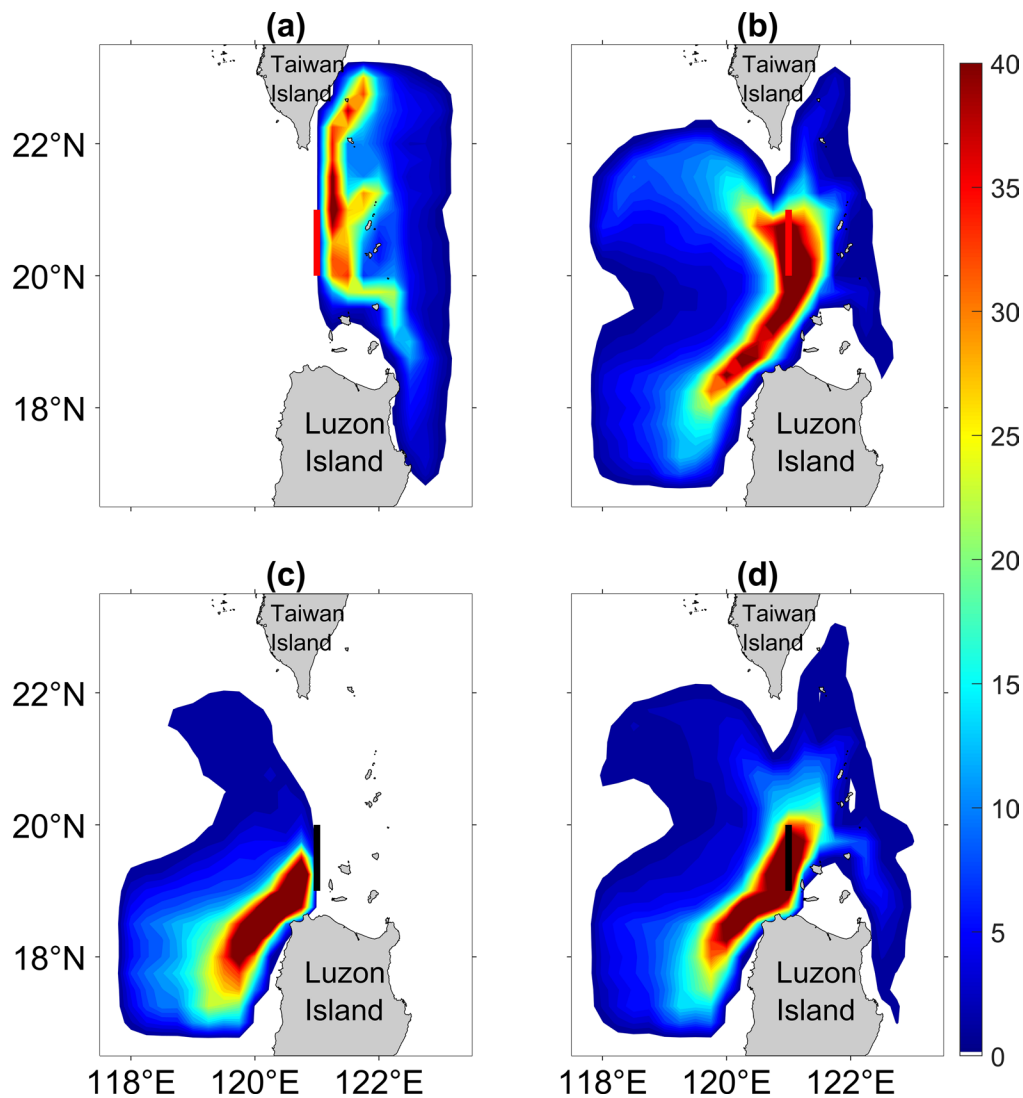 (a)
(b)
Taiwan
Island
Taiwan
Island
22°N
20°N
18°N
Luzon
Island
Luzon
Island
(c)
(d)
Taiwan
Island
Taiwan
Island
22°N
20°N
18°N
Luzon
Island
Luzon
Island
118°E 120°E 122°E
118°E 120°E 122°E
40
35
30
25
20
15
10
5
0